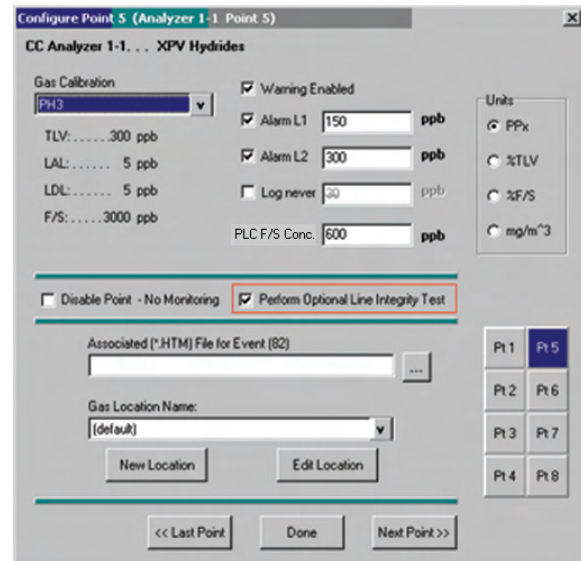 Configure Point 5 (Analyzer 1-1 Point 5)
CC Analyzer 1-1. . . XPV Hydrides
Gas Calibration
PH3
TLV:......300 ppb
LAL:...... 5 ppb
LDL:...... 5 ppb
F/S:.....3000 ppb
Warning Enabled
Alarm L1 150 ppb
Alarm L2 300 ppb
Log never 30 ppb
PLC F/S Conc. 600 ppb
Units
PPx
%TLV
%F/S
mg/m^3
Disable Point - No Monitoring
Perform Optional Line Integrity Test
Associated (*.HTM) File for Event (82)
...
Gas Location Name:
(default)
New Location
Edit Location
Pt 1 Pt 5
Pt 2 Pt 6
Pt 3 Pt 7
Pt 4 Pt 8
<< Last Point
Done
Next Point >>